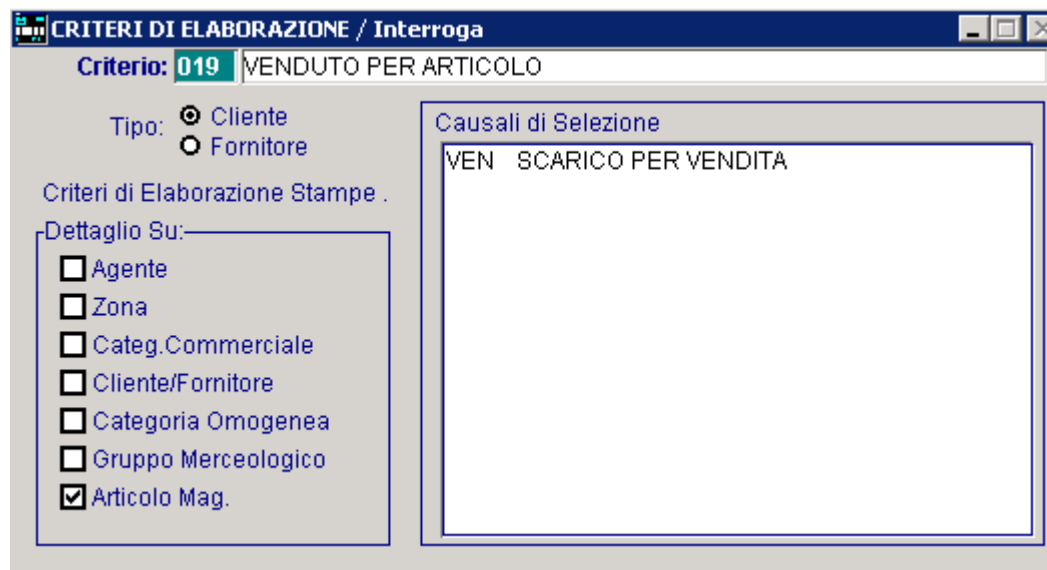 CRITERI DI ELABORAZIONE / Interroga
Criterio: 019 VENDUTO PER ARTICOLO
Tipo: Cliente
Fornitore
Criteri di Elaborazione Stampe .
Dettaglio Su:
Agente
Zona
Categ.Commerciale
Cliente/Fornitore
Categoria Omogenea
Gruppo Merceologico
Articolo Mag.
Causali di Selezione
VEN SCARICO PER VENDITA